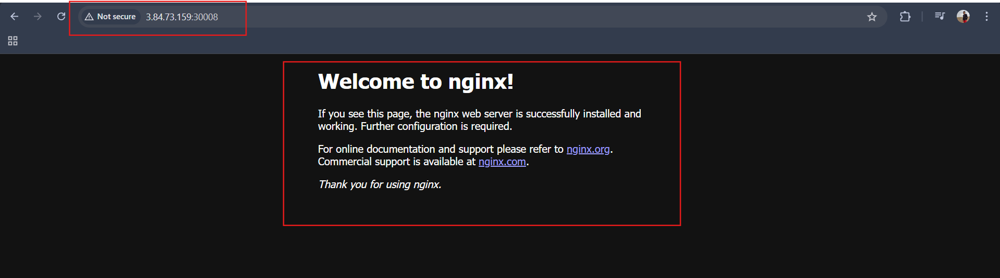 Not secure 3.84.73.159:30008
Welcome to nginx!
If you see this page, the nginx web server is successfully installed and
working. Further configuration is required.
For online documentation and support please refer to nginx.org.
Commercial support is available at nginx.com.
Thank you for using nginx.